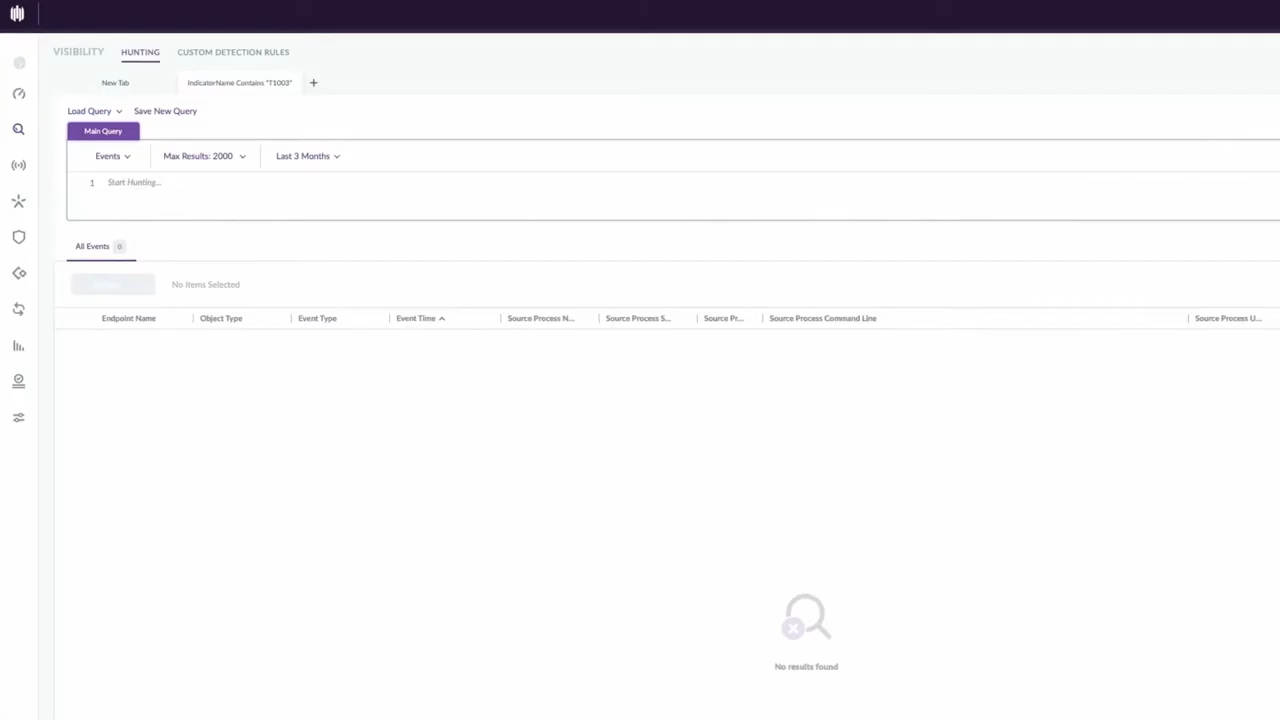 VISIBILITY HUNTING CUSTOM DETECTION RULES
New Tab IndicatorName Contains "T1003" +
Load Query Save New Query
Main Query
Events Max Results: 2000 Last 3 Months
1 Start Hunting...
All Events 0
No Items Selected
Endpoint Name Object Type Event Type Event Time Source Process N... Source Process S... Source Pr... Source Process Command Line Source Process U...
No results found